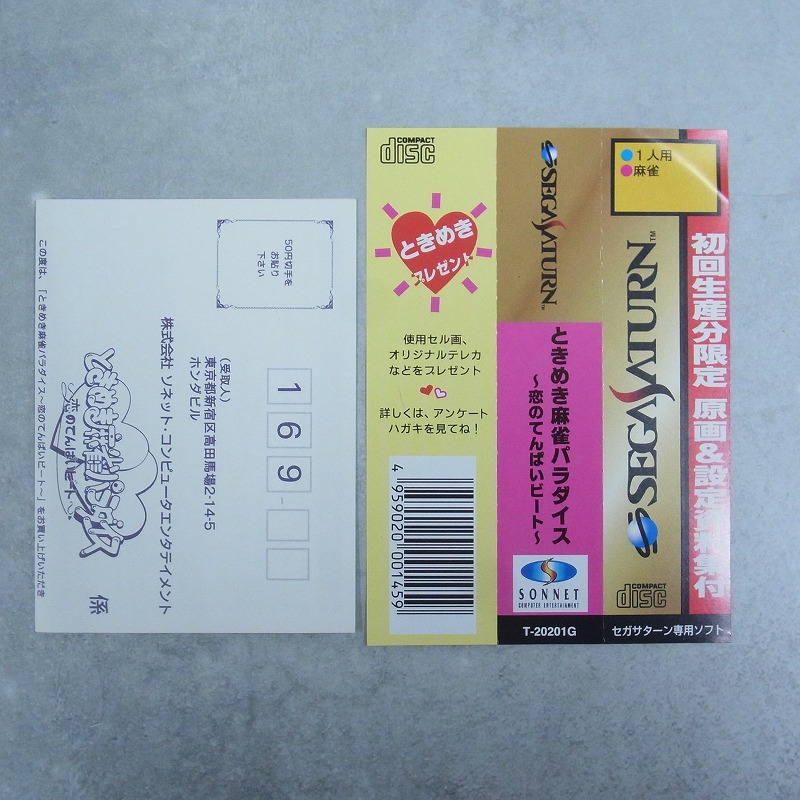 50円切手を
お貼り
下さい
169
(受取人)
東京都新宿区高田馬場2-14-5
ホンダビル
株式会社 ソネット・コンピュータエンタテイメント
ときめき麻雀パラダイス
恋のてんぱいビート
係
この度は、「ときめき麻雀パラダイス~恋のてんぱいビート~」をお買い上げいただき
COMPACT
disc
ときめき
プレゼント
使用セル画、
オリジナルテレカ
などをプレゼント
詳しくは、アンケート
ハガキを見てね!
4 959020 001459
SEGA SATURN™
ときめき麻雀パラダイス
~恋のてんぱいビート~
SONNET
COMPUTER ENTERTAINMENT
T-20201G
●1人用
●麻雀
SEGA SATURN™
COMPACT
disc
セガサターン専用ソフト
初回生産分限定 原画&設定資料集付